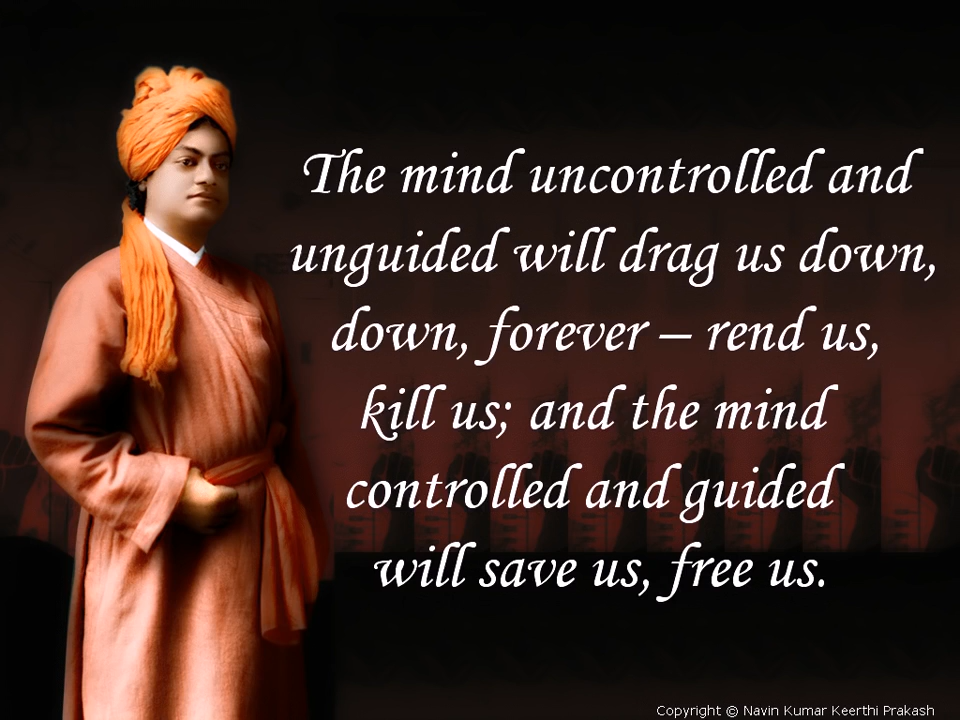 The mind uncontrolled and
unguided will drag us down,
down, forever – rend us,
kill us; and the mind
controlled and guided
will save us, free us.
Copyright © Navin Kumar Keerthi Prakash